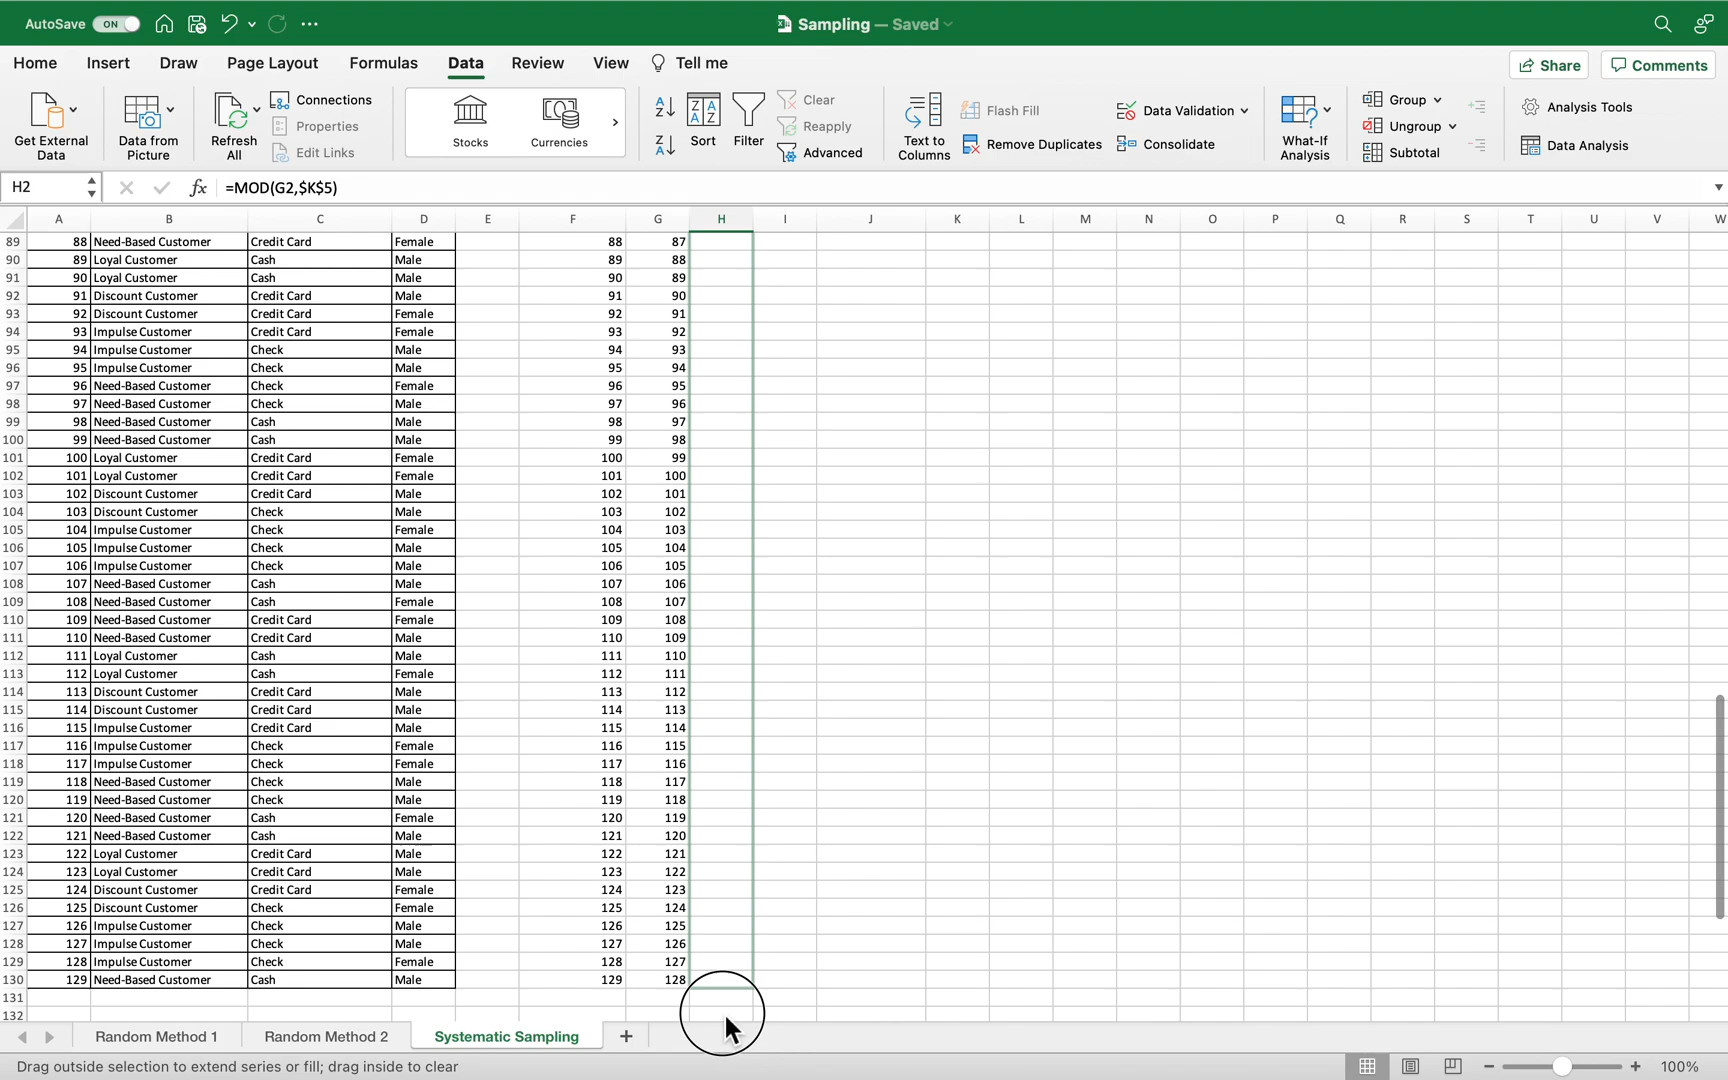 AutoSave ON Sampling — Saved
Home Insert Draw Page Layout Formulas Data Review View Tell me Share Comments
Get External Data
Data from Picture
Refresh All
Connections
Properties
Edit Links
Stocks
Currencies
Sort
Filter
Clear
Reapply
Advanced
Text to Columns
Flash Fill
Remove Duplicates
Data Validation
Consolidate
What-If Analysis
Group
Ungroup
Subtotal
Analysis Tools
Data Analysis
H2 fx =MOD(G2,$K$5)
A B C D E F G H I J K L M N O P Q R S T U V W
89 88 Need-Based Customer Credit Card Female 88 87
90 89 Loyal Customer Cash Male 89 88
91 90 Loyal Customer Cash Male 90 89
92 91 Discount Customer Credit Card Male 91 90
93 92 Discount Customer Credit Card Female 92 91
94 93 Impulse Customer Credit Card Female 93 92
95 94 Impulse Customer Check Male 94 93
96 95 Impulse Customer Check Male 95 94
97 96 Need-Based Customer Check Female 96 95
98 97 Need-Based Customer Check Male 97 96
99 98 Need-Based Customer Cash Male 98 97
100 99 Need-Based Customer Cash Male 99 98
101 100 Loyal Customer Credit Card Female 100 99
102 101 Loyal Customer Credit Card Female 101 100
103 102 Discount Customer Credit Card Male 102 101
104 103 Discount Customer Check Male 103 102
105 104 Impulse Customer Check Female 104 103
106 105 Impulse Customer Check Male 105 104
107 106 Impulse Customer Check Male 106 105
108 107 Need-Based Customer Cash Male 107 106
109 108 Need-Based Customer Cash Female 108 107
110 109 Need-Based Customer Credit Card Female 109 108
111 110 Need-Based Customer Credit Card Male 110 109
112 111 Loyal Customer Cash Male 111 110
113 112 Loyal Customer Cash Female 112 111
114 113 Discount Customer Credit Card Male 113 112
115 114 Discount Customer Credit Card Male 114 113
116 115 Impulse Customer Credit Card Male 115 114
117 116 Impulse Customer Check Female 116 115
118 117 Impulse Customer Check Female 117 116
119 118 Need-Based Customer Check Male 118 117
120 119 Need-Based Customer Check Male 119 118
121 120 Need-Based Customer Cash Female 120 119
122 121 Need-Based Customer Cash Male 121 120
123 122 Loyal Customer Credit Card Male 122 121
124 123 Loyal Customer Credit Card Male 123 122
125 124 Discount Customer Credit Card Female 124 123
126 125 Discount Customer Check Female 125 124
127 126 Impulse Customer Check Male 126 125
128 127 Impulse Customer Check Male 127 126
129 128 Impulse Customer Check Female 128 127
130 129 Need-Based Customer Cash Male 129 128
131
132
Random Method 1 Random Method 2 Systematic Sampling
Drag outside selection to extend series or fill; drag inside to clear 100%